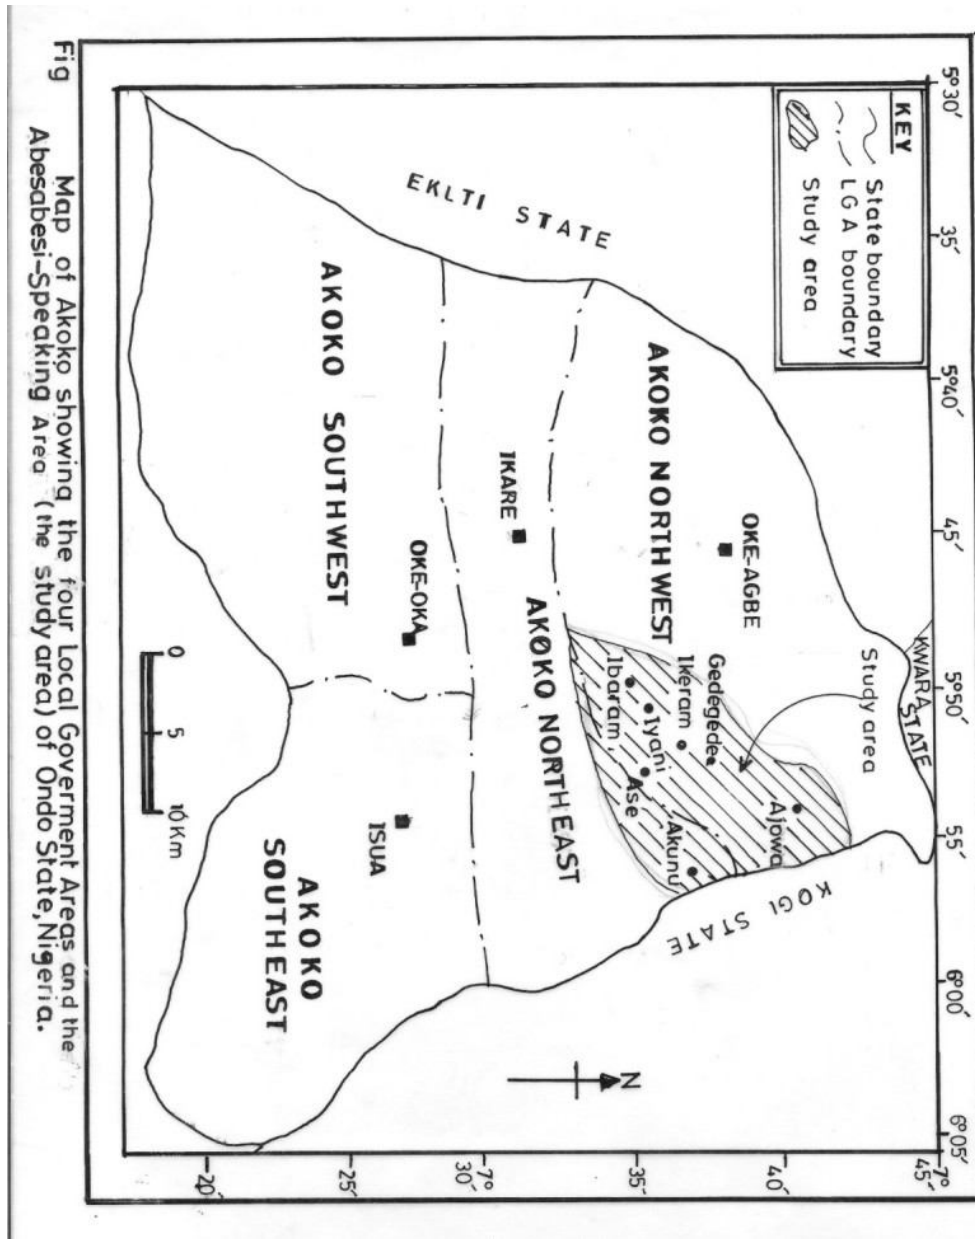 5°30'
35'
5°40'
45'
5°50'
55'
6°00'
6°05'
7°
45'
KEY
State boundary
LGA boundary
Study area
KWARA
STATE
Study area
40'
OKE-AGBE
Ajowa
KOGI STATE
AKOKO NORTHWEST
Gedegede
Ikeram
Iyani
Ibaram
Ase
Akunu
35'
N
EKLTI STATE
IKARE
AKOKO NORTHEAST
7°
30'
OKE-OKA
ISUA
AKOKO SOUTHWEST
AKOKO
SOUTHEAST
25'
20'
0 5 10Km
Fig Map of Akoko showing the four Local Goverment Areas and the
Abesabesi-Speaking Area (the study area) of Ondo State, Nigeria.